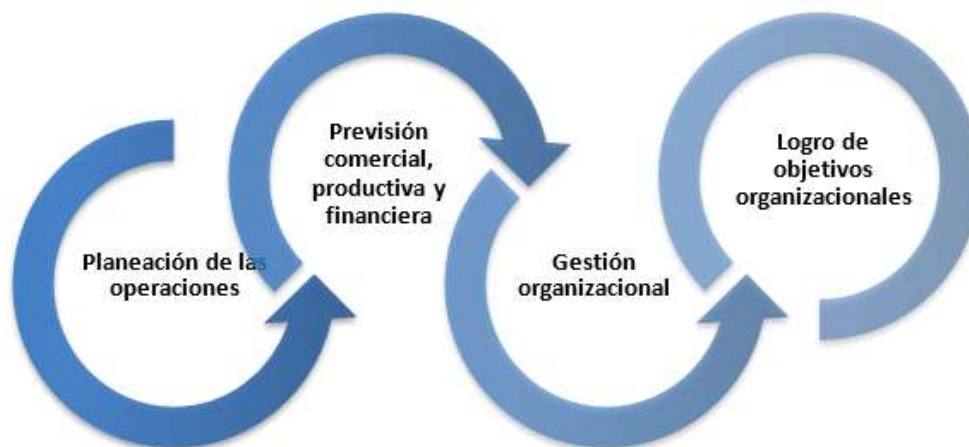 Planeación de las
operaciones
Previsión
comercial,
productiva y
financiera
Gestión
organizacional
Logro de
objetivos
organizacionales